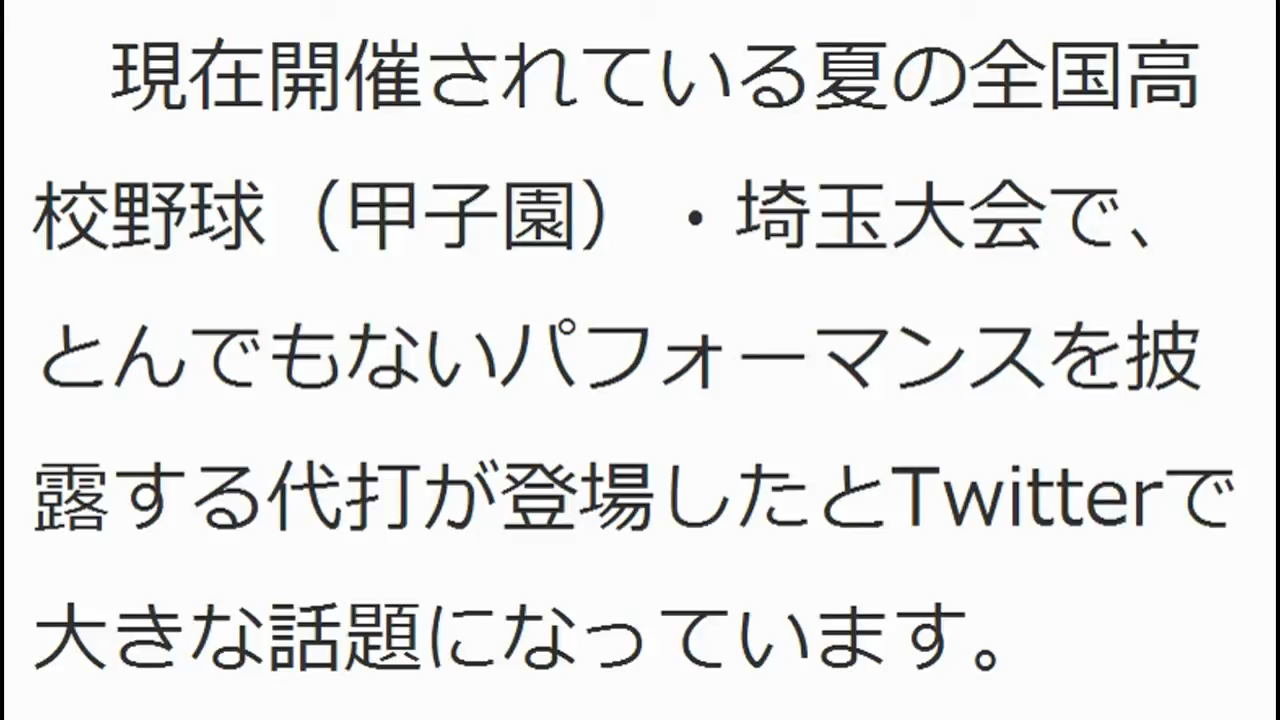 現在開催されている夏の全国高
校野球（甲子園）・埼玉大会で、
とんでもないパフォーマンスを披
露する代打が登場したとTwitterで
大きな話題になっています。